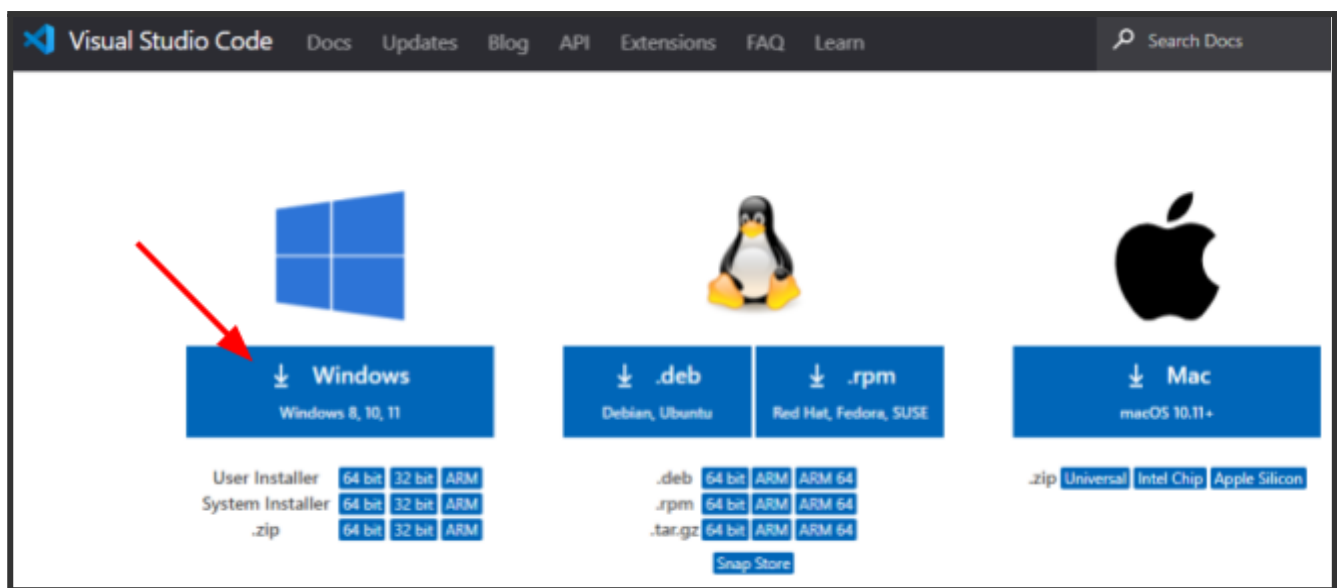 Visual Studio Code Docs Updates Blog API Extensions FAQ Learn Search Docs
Windows
Windows 8, 10, 11
.deb
Debian, Ubuntu
.rpm
Red Hat, Fedora, SUSE
Mac
macOS 10.11+
User Installer 64 bit 32 bit ARM
System Installer 64 bit 32 bit ARM
.zip 64 bit 32 bit ARM
.deb 64 bit ARM ARM 64
.rpm 64 bit ARM ARM 64
.tar.gz 64 bit ARM ARM 64
Snap Store
.zip Universal Intel Chip Apple Silicon